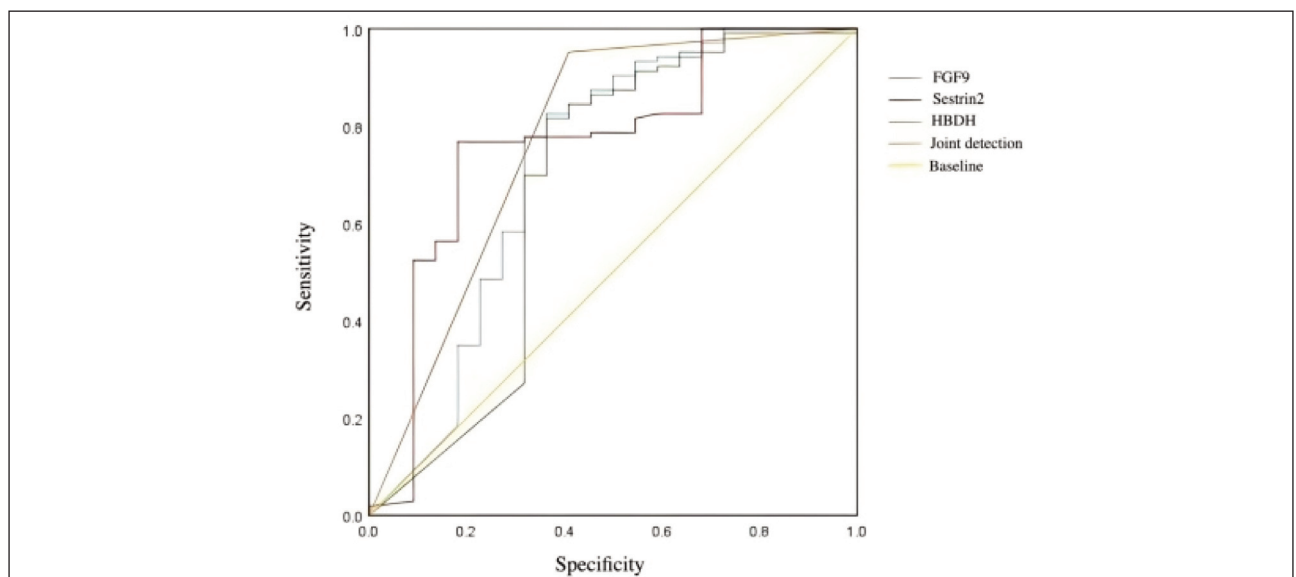 1.0
0.8
0.6
0.4
0.2
0.0
Sensitivity
0.0 0.2 0.4 0.6 0.8 1.0
Specificity
FGF9
Sestrin2
HBDH
Joint detection
Baseline